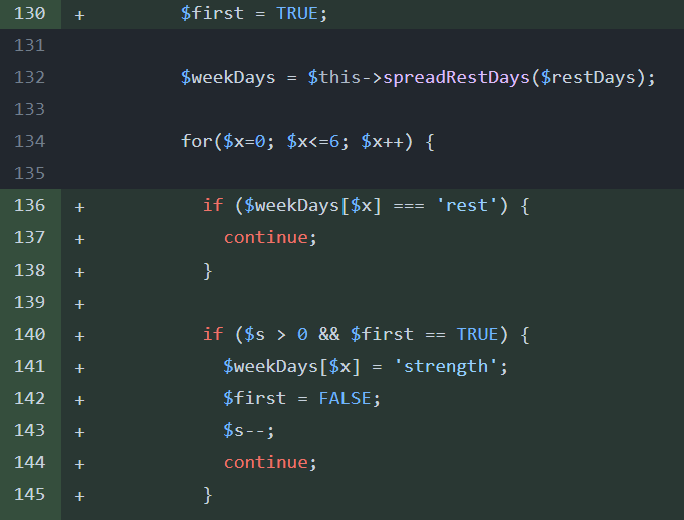 130 + $first = TRUE;
131
132 $weekDays = $this->spreadRestDays($restDays);
133
134 for($x=0; $x<=6; $x++) {
135
136 + if ($weekDays[$x] === 'rest') {
137 + continue;
138 + }
139 +
140 + if ($s > 0 && $first == TRUE) {
141 + $weekDays[$x] = 'strength';
142 + $first = FALSE;
143 + $s--;
144 + continue;
145 + }